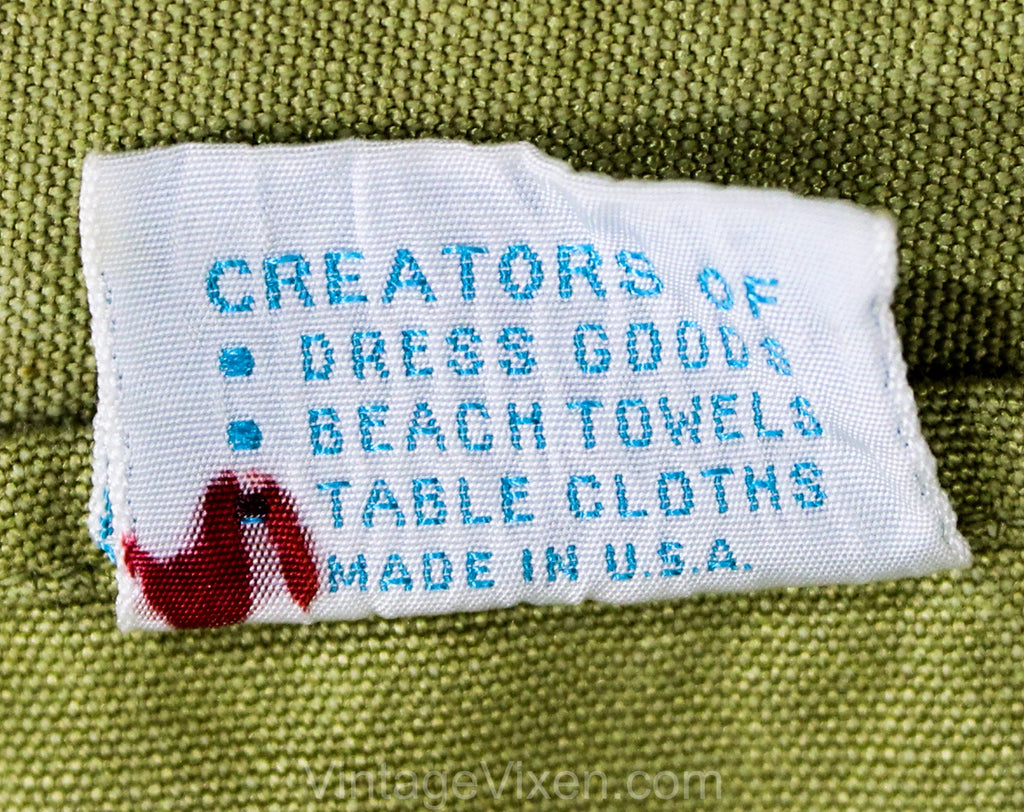 CREATORS OF
• DRESS GOODS
• BEACH TOWELS
TABLE CLOTHS
MADE IN U.S.A.
VintageVixen.com